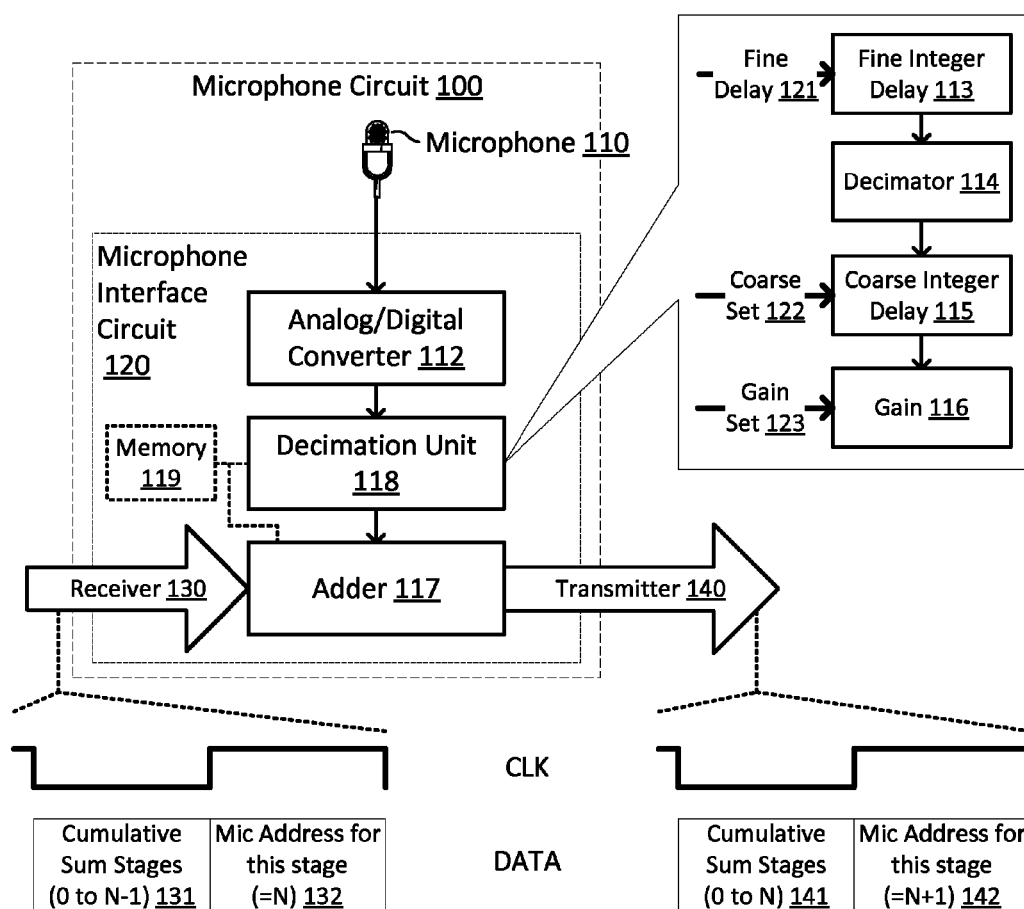 Microphone Circuit 100
Microphone 110
Microphone
Interface
Circuit
120
Analog/Digital
Converter 112
Decimation Unit
118
Memory
119
Receiver 130
Adder 117
Transmitter 140
Fine
Delay 121
Fine Integer
Delay 113
Decimator 114
Coarse
Set 122
Coarse Integer
Delay 115
Gain
Set 123
Gain 116
CLK
Cumulative
Sum Stages
(0 to N-1) 131
Mic Address for
this stage
(=N) 132
DATA
Cumulative
Sum Stages
(0 to N) 141
Mic Address for
this stage
(=N+1) 142